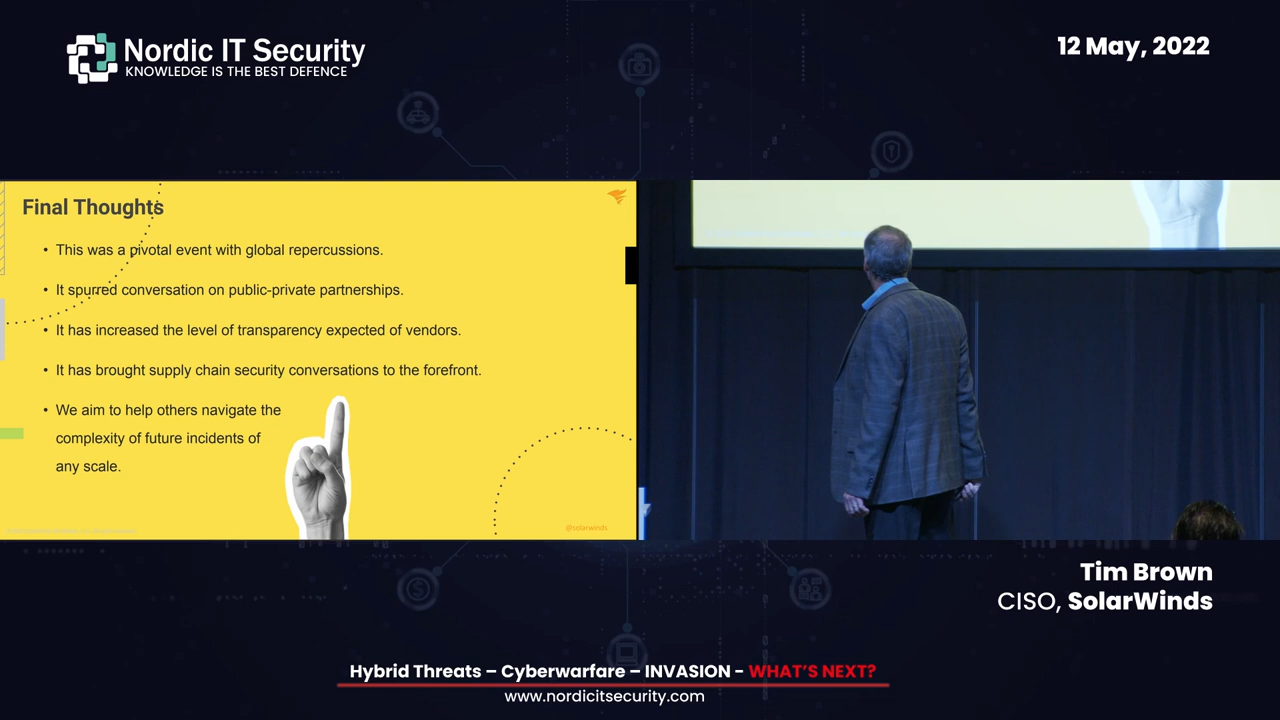 Nordic IT Security
KNOWLEDGE IS THE BEST DEFENCE
12 May, 2022
Final Thoughts
• This was a pivotal event with global repercussions.
• It spurred conversation on public-private partnerships.
• It has increased the level of transparency expected of vendors.
• It has brought supply chain security conversations to the forefront.
• We aim to help others navigate the
complexity of future incidents of
any scale.
@solarwinds
Tim Brown
CISO, SolarWinds
Hybrid Threats – Cyberwarfare – INVASION - WHAT'S NEXT?
www.nordicitsecurity.com